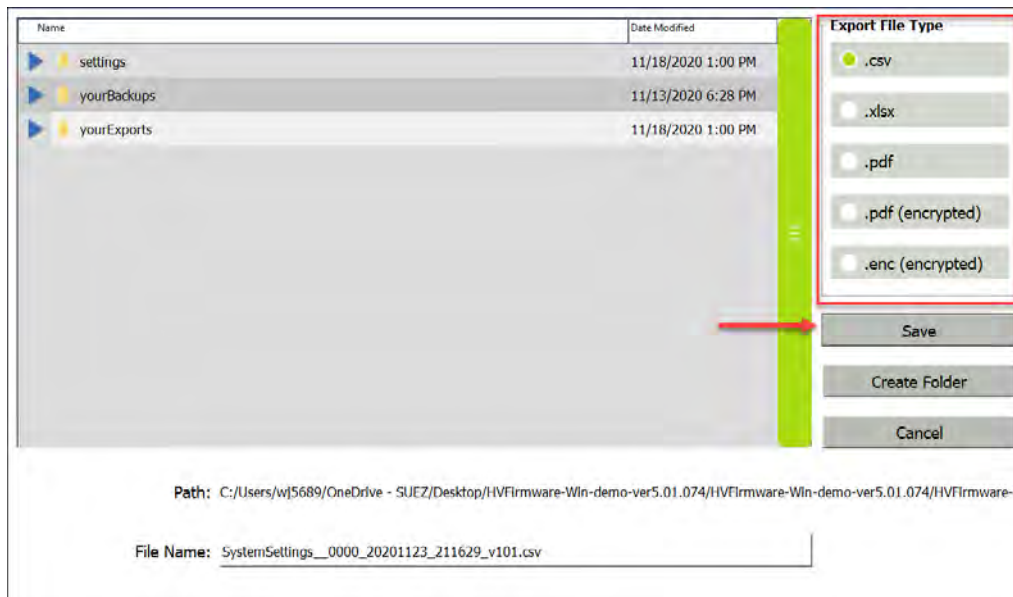 Name Date Modified
settings 11/18/2020 1:00 PM
yourBackups 11/13/2020 6:28 PM
yourExports 11/18/2020 1:00 PM
Export File Type
.csv
.xlsx
.pdf
.pdf (encrypted)
.enc (encrypted)
Save
Create Folder
Cancel
Path: C:/Users/wj5689/OneDrive - SUEZ/Desktop/HVFirmware-Win-demo-ver5.01.074/HVFirmware-Win-demo-ver5.01.074/HVFirmware-
File Name: SystemSettings__0000_20201123_211629_v101.csv